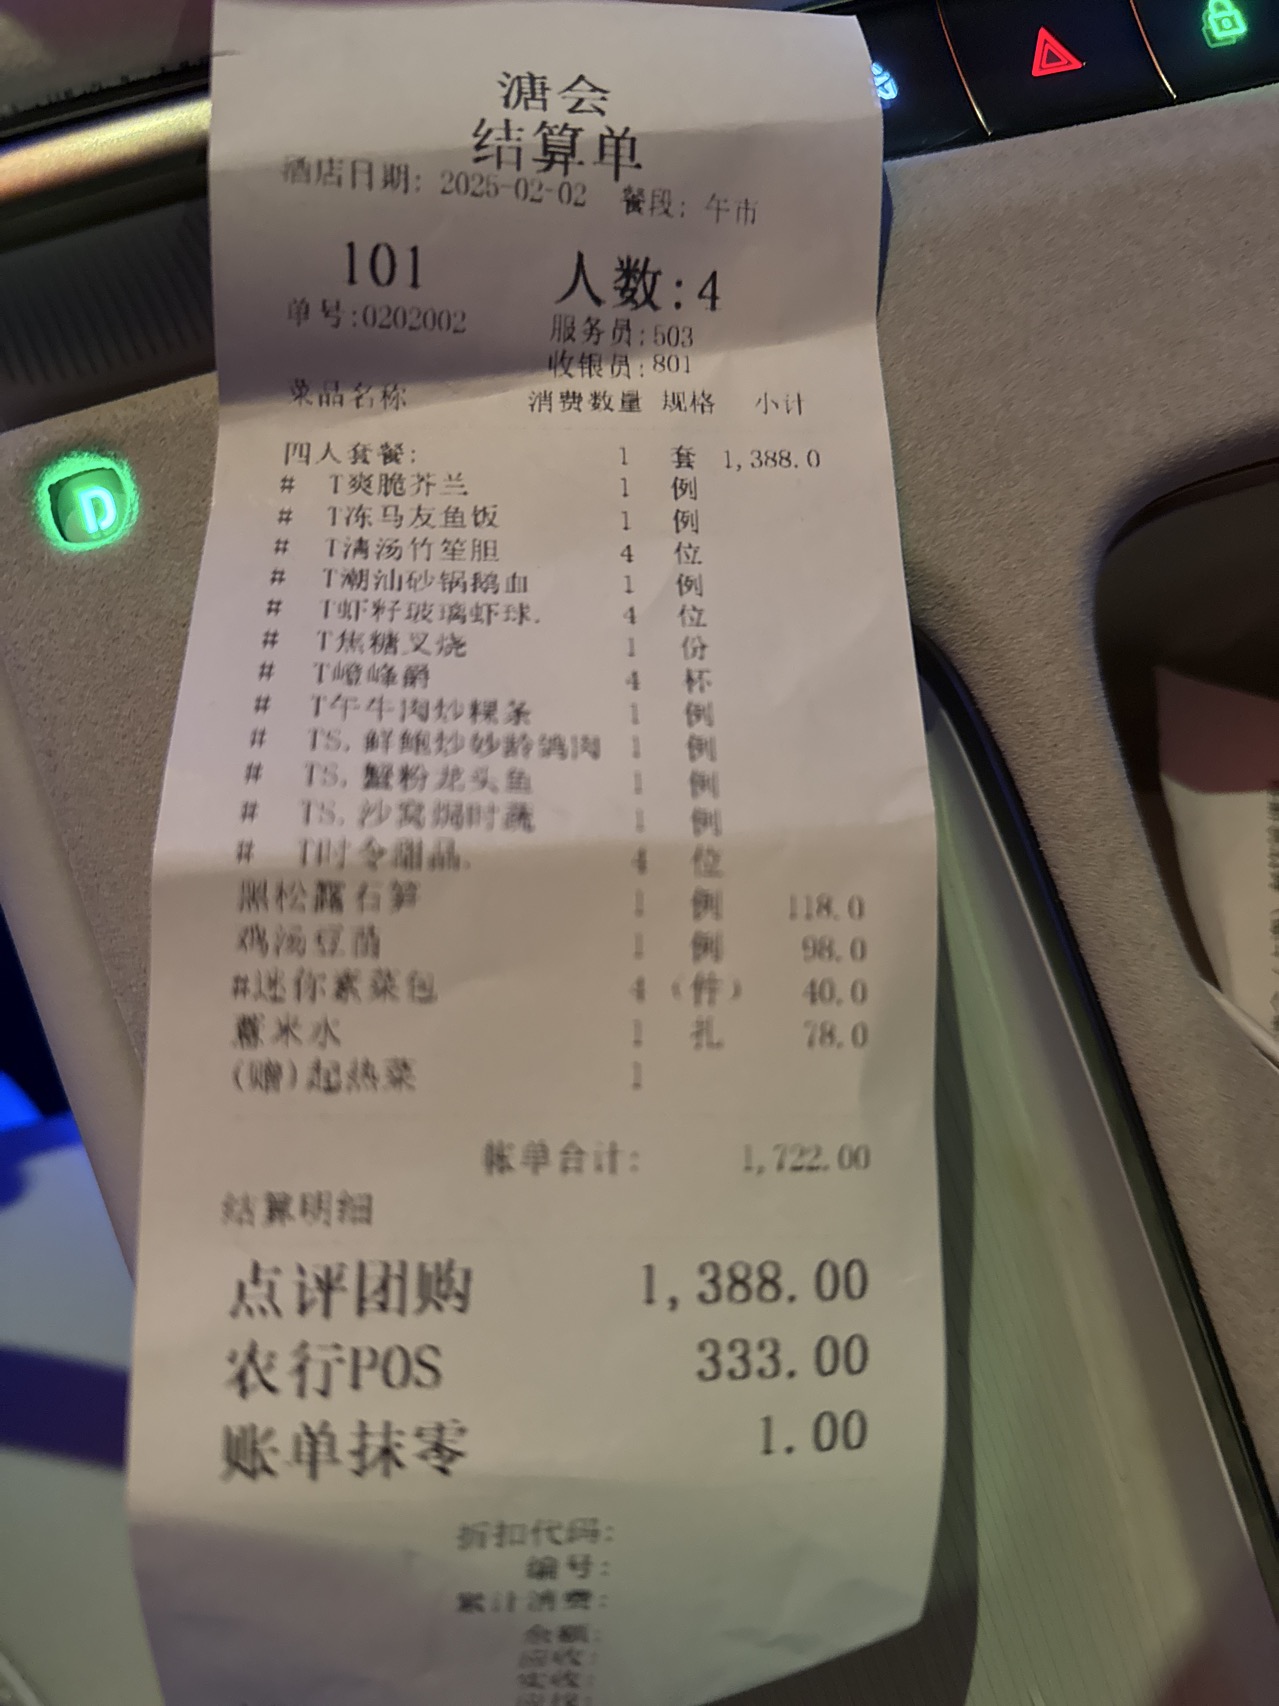 溏会
结算单
酒店日期: 2025-02-02 餐段: 午市
101 人数:4
单号:0202002 服务员:503
收银员:801
菜品名称 消费数量 规格 小计
四人套餐: 1 套 1,388.0
# T爽脆芥兰 1 例
# T冻马友鱼饭 1 例
# T清汤竹笙胆 4 位
# T潮汕砂锅鹅血 1 例
# T虾籽玻璃虾球. 4 位
# T焦糖叉烧 1 份
# T嶝峰爵 4 杯
# T午牛肉炒粿条 1 例
# TS.鲜鲍炒妙龄鸽肉 1 例
# TS.蟹粉龙头鱼 1 例
# TS.沙窝焗时蔬 1 例
# T时令甜品. 4 位
黑松露石笋 1 例 118.0
鸡汤豆苗 1 例 98.0
#迷你素菜包 4 (件) 40.0
薏米水 1 扎 78.0
(赠)起热菜 1
帐单合计: 1,722.00
结算明细
点评团购 1,388.00
农行POS 333.00
账单抹零 1.00
折扣代码:
编号:
累计消费:
余额:
应收:
实收: